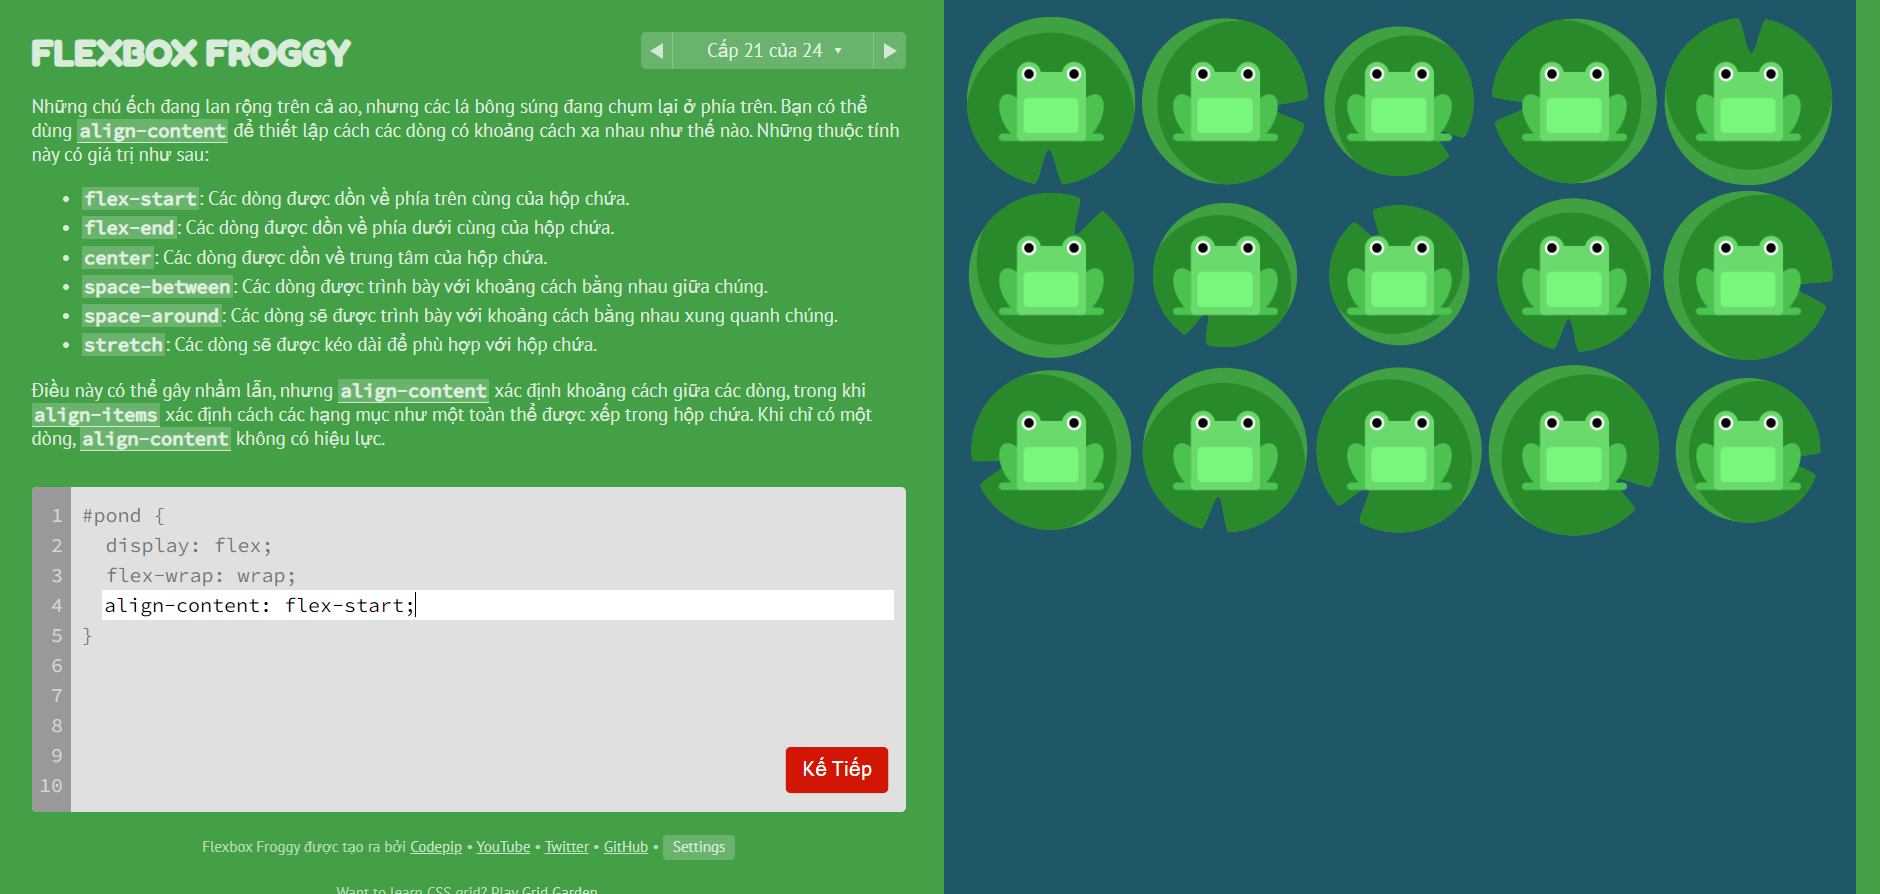 FLEXBOX FROGGY
Cấp 21 của 24
Những chú ếch đang lan rộng trên cả ao, nhưng các lá bông súng đang chụm lại ở phía trên. Bạn có thể
dùng align-content để thiết lập cách các dòng có khoảng cách xa nhau như thế nào. Những thuộc tính
này có giá trị như sau:
• flex-start: Các dòng được dồn về phía trên cùng của hộp chứa.
• flex-end: Các dòng được dồn về phía dưới cùng của hộp chứa.
• center: Các dòng được dồn về trung tâm của hộp chứa.
• space-between: Các dòng được trình bày với khoảng cách bằng nhau giữa chúng.
• space-around: Các dòng sẽ được trình bày với khoảng cách bằng nhau xung quanh chúng.
• stretch: Các dòng sẽ được kéo dài để phù hợp với hộp chứa.
Điều này có thể gây nhầm lẫn, nhưng align-content xác định khoảng cách giữa các dòng, trong khi
align-items xác định cách các hạng mục như một toàn thể được xếp trong hộp chứa. Khi chỉ có một
dòng, align-content không có hiệu lực.
1 #pond {
2 display: flex;
3 flex-wrap: wrap;
4 align-content: flex-start;
5 }
6
7
8
9
10
Kế Tiếp
Flexbox Froggy được tạo ra bởi Codepip • YouTube • Twitter • GitHub • Settings
Want to learn CSS grid? Play Grid Garden.